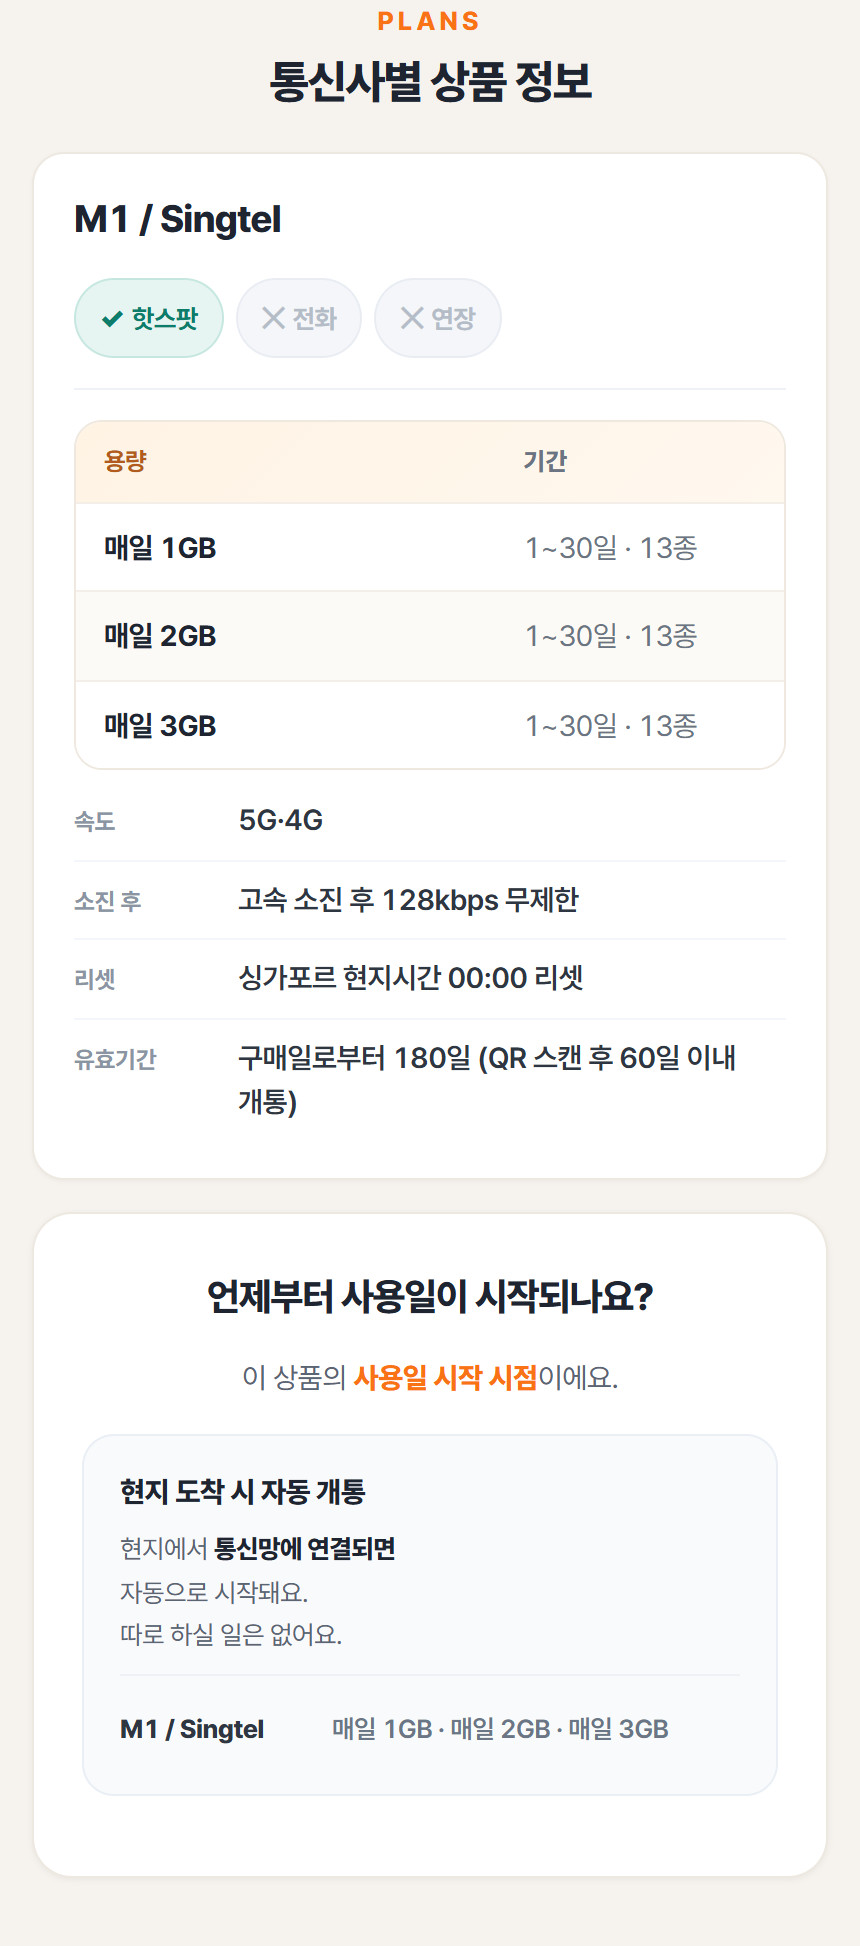 PLANS
통신사별 상품 정보
M1 / Singtel
✓ 핫스팟 ✕ 전화 ✕ 연장
용량 기간
매일 1GB 1~30일 · 13종
매일 2GB 1~30일 · 13종
매일 3GB 1~30일 · 13종
속도 5G·4G
소진 후 고속 소진 후 128kbps 무제한
리셋 싱가포르 현지시간 00:00 리셋
유효기간 구매일로부터 180일 (QR 스캔 후 60일 이내
개통)
언제부터 사용일이 시작되나요?
이 상품의 사용일 시작 시점이에요.
현지 도착 시 자동 개통
현지에서 통신망에 연결되면
자동으로 시작돼요.
따로 하실 일은 없어요.
M1 / Singtel 매일 1GB · 매일 2GB · 매일 3GB